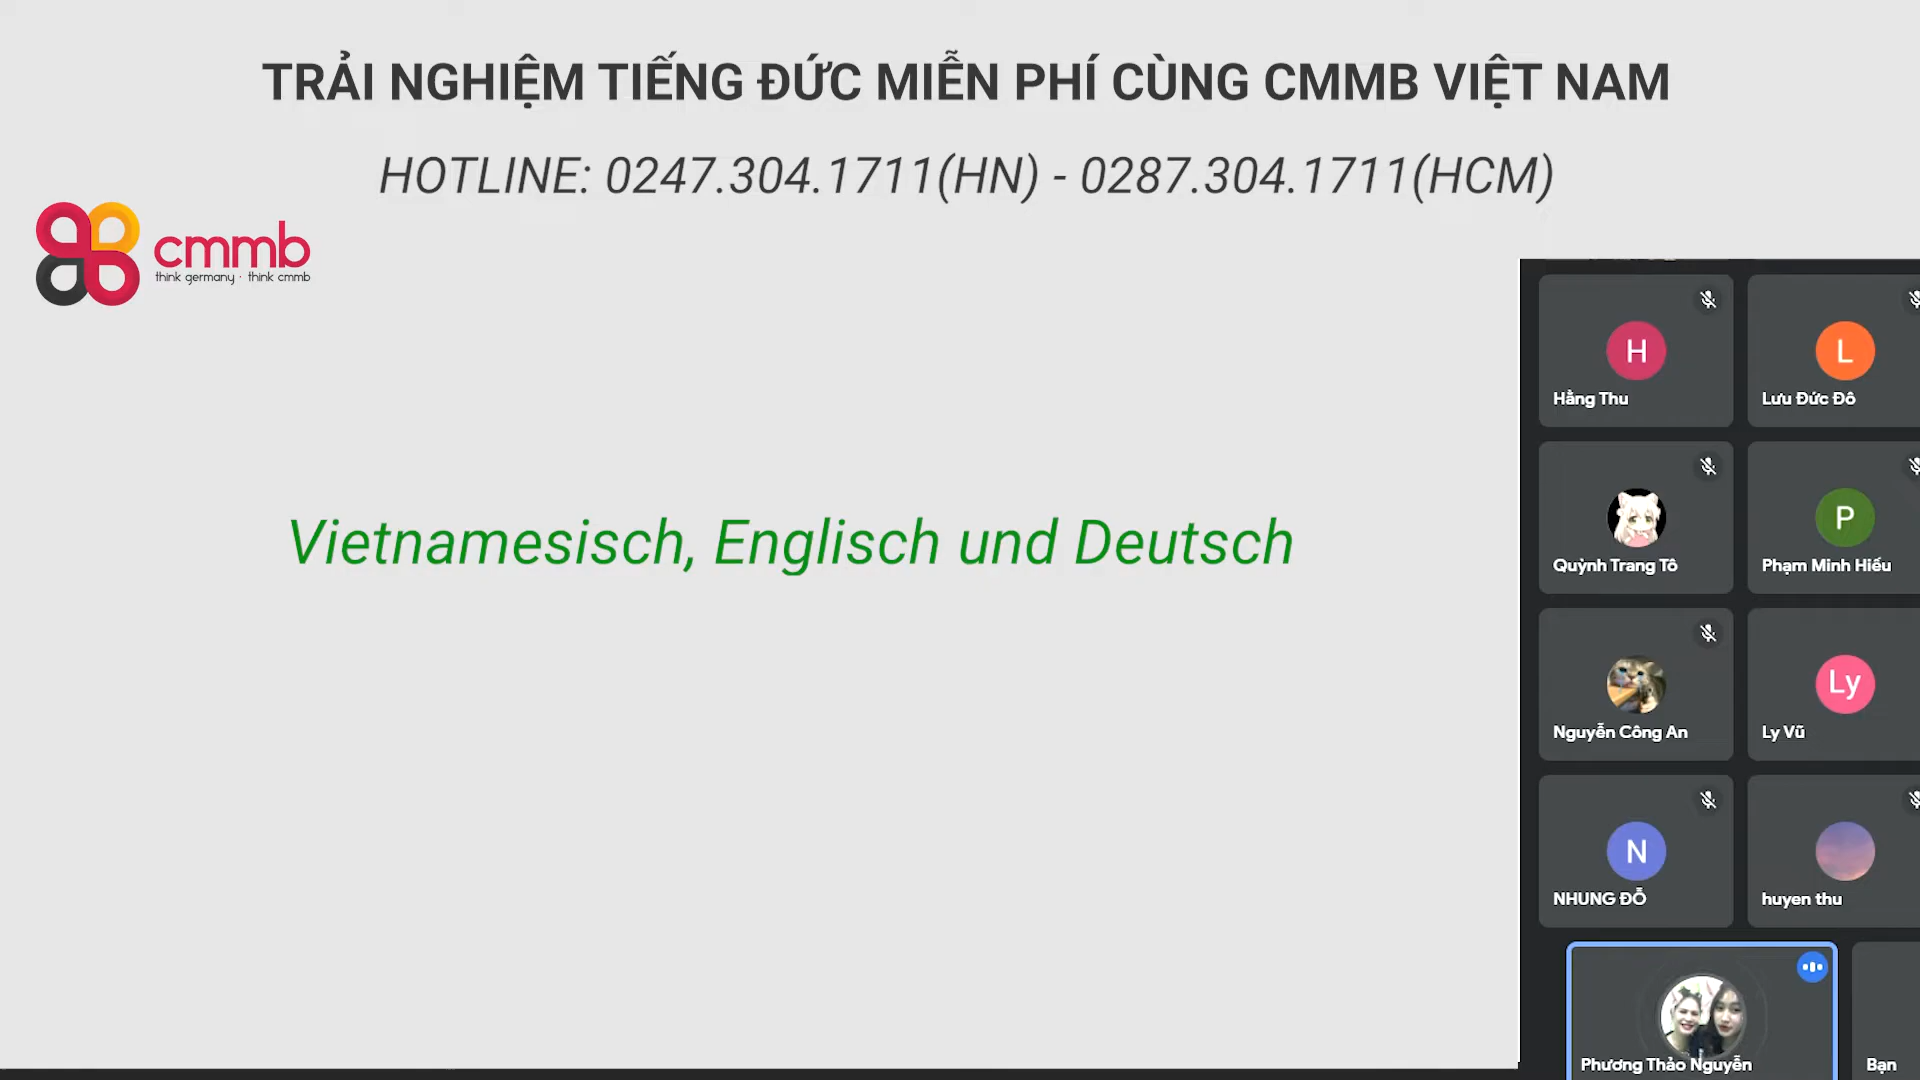 TRẢI NGHIỆM TIẾNG ĐỨC MIỄN PHÍ CÙNG CMMB VIỆT NAM
HOTLINE: 0247.304.1711(HN) - 0287.304.1711(HCM)
cmmb
think germany · think cmmb
Vietnamesisch, Englisch und Deutsch
H
Hằng Thu
L
Lưu Đức Đô
Quỳnh Trang Tô
P
Phạm Minh Hiếu
Nguyễn Công An
Ly
Ly Vũ
N
NHUNG ĐỖ
huyen thu
Phương Thảo Nguyễn
Bạn